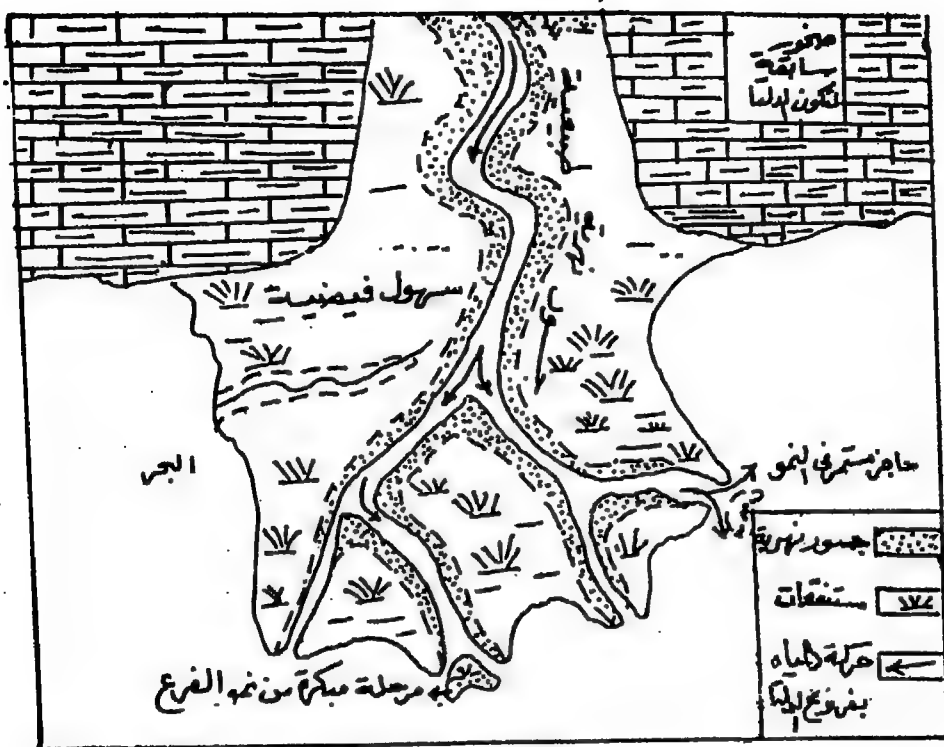 صخور
سابقة
لتكون الدلتا
سهول فيضية
البحر
حاجز مستمر في النمو
جسور نهرية
مستنقعات
حركة المياه
بفروع الدلتا
مرحلة مبكرة من نمو الفرع